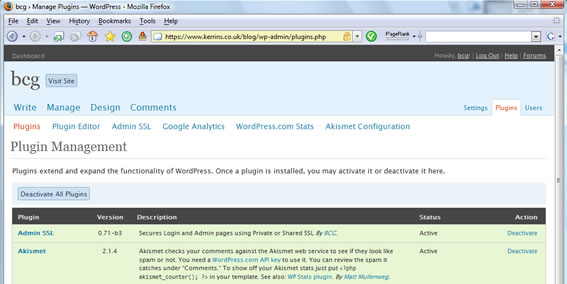 bcg › Manage Plugins — WordPress - Mozilla Firefox
File Edit View History Bookmarks Tools Help
https://www.kerrins.co.uk/blog/wp-admin/plugins.php PageRank
Dashboard Howdy, bcg! | Log Out | Help | Forums
bcg Visit Site
Write Manage Design Comments Settings Plugins Users
Plugins Plugin Editor Admin SSL Google Analytics WordPress.com Stats Akismet Configuration
Plugin Management
Plugins extend and expand the functionality of WordPress. Once a plugin is installed, you may activate it or deactivate it here.
Deactivate All Plugins
Plugin Version Description Status Action
Admin SSL 0.71-b3 Secures Login and Admin pages using Private or Shared SSL. By BCG. Active Deactivate
Akismet 2.1.4 Akismet checks your comments against the Akismet web service to see if they look like Active Deactivate
spam or not. You need a WordPress.com API key to use it. You can review the spam it
catches under "Comments." To show off your Akismet stats just put <?php
akismet_counter(); ?> in your template. See also: WP Stats plugin. By Matt Mullenweg.